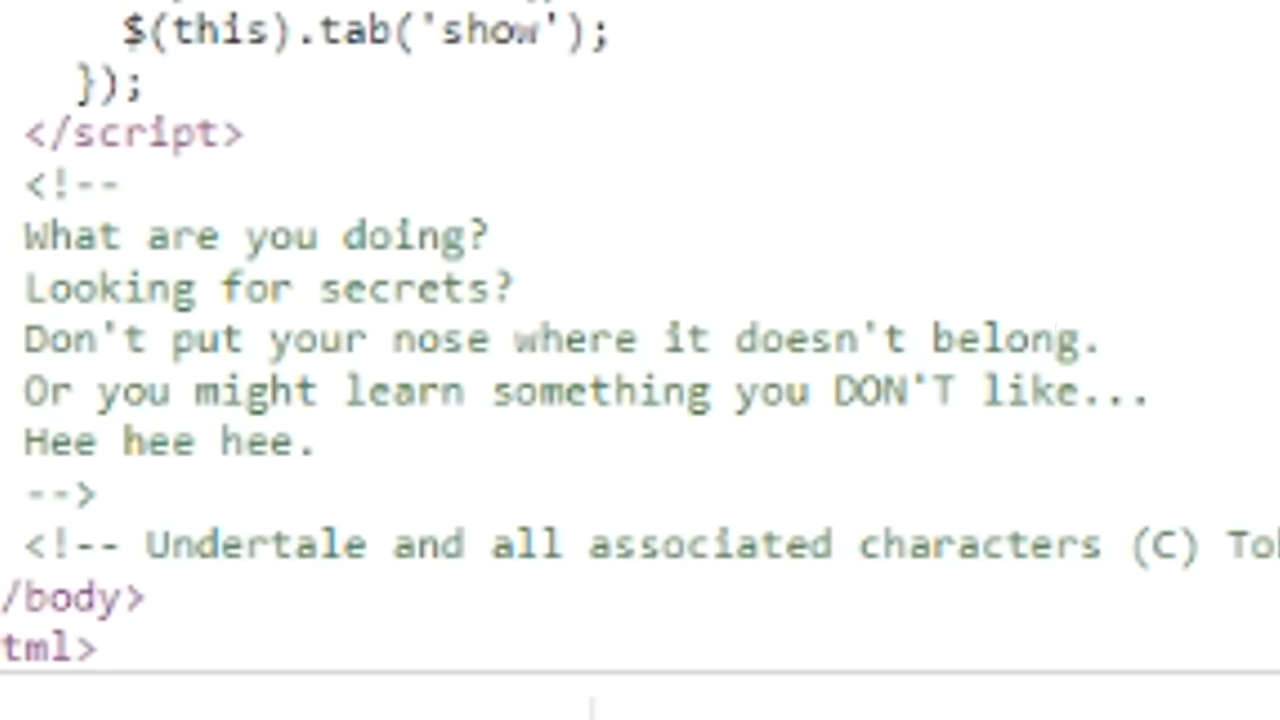 $(this).tab('show');
});
</script>
<!--
What are you doing?
Looking for secrets?
Don't put your nose where it doesn't belong.
Or you might learn something you DON'T like...
Hee hee hee.
-->
<!-- Undertale and all associated characters (C)
/body>
tml>